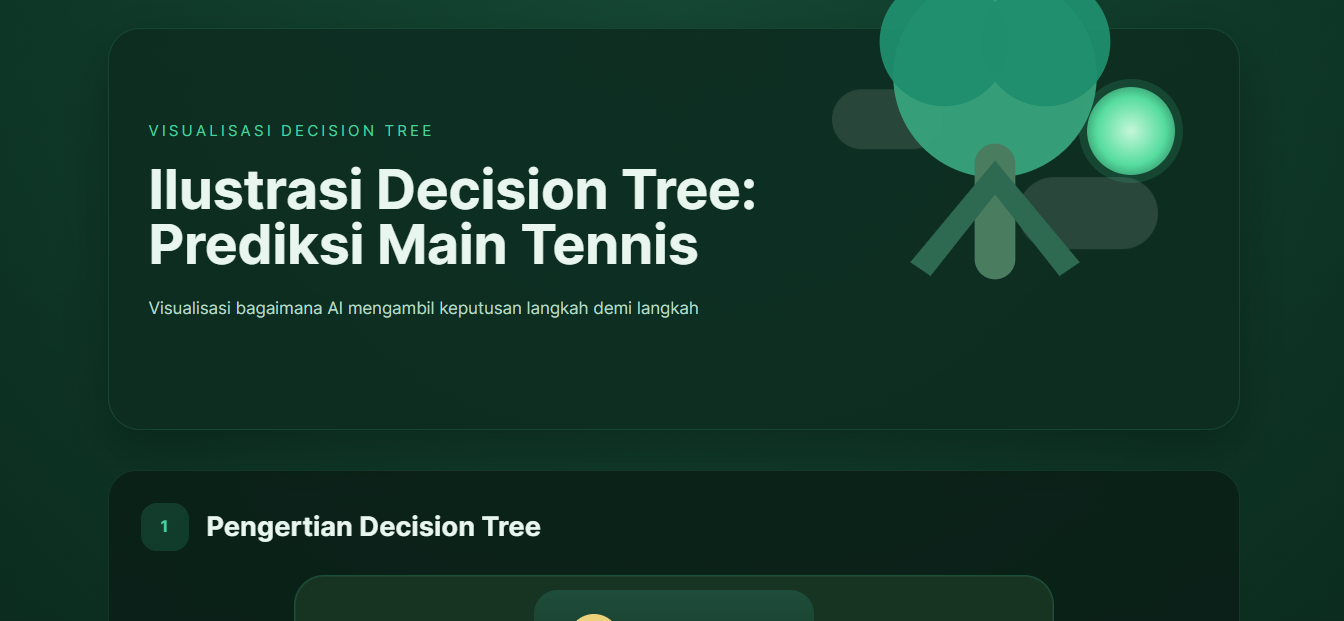 VISUALISASI DECISION TREE
Ilustrasi Decision Tree:
Prediksi Main Tennis
Visualisasi bagaimana AI mengambil keputusan langkah demi langkah
1
Pengertian Decision Tree